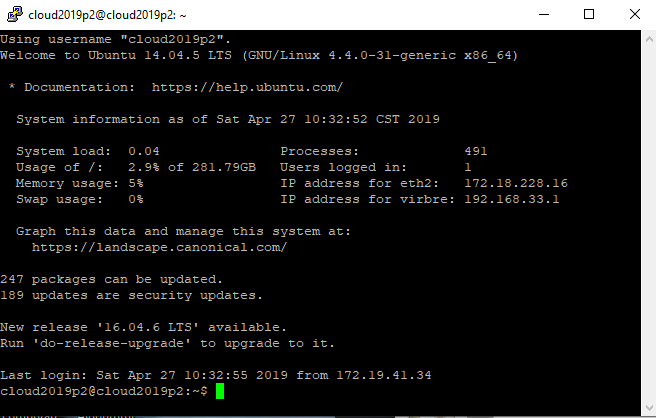 cloud2019p2@cloud2019p2: ~
Using username "cloud2019p2".
Welcome to Ubuntu 14.04.5 LTS (GNU/Linux 4.4.0-31-generic x86_64)
* Documentation:  https://help.ubuntu.com/
System information as of Sat Apr 27 10:32:52 CST 2019
System load:  0.04               Processes:             491
Usage of /:   2.9% of 281.79GB   Users logged in:       1
Memory usage: 5%                 IP address for eth2:   172.18.228.16
Swap usage:   0%                 IP address for virbre: 192.168.33.1
Graph this data and manage this system at:
https://landscape.canonical.com/
247 packages can be updated.
189 updates are security updates.
New release '16.04.6 LTS' available.
Run 'do-release-upgrade' to upgrade to it.
Last login: Sat Apr 27 10:32:55 2019 from 172.19.41.34
cloud2019p2@cloud2019p2:~$